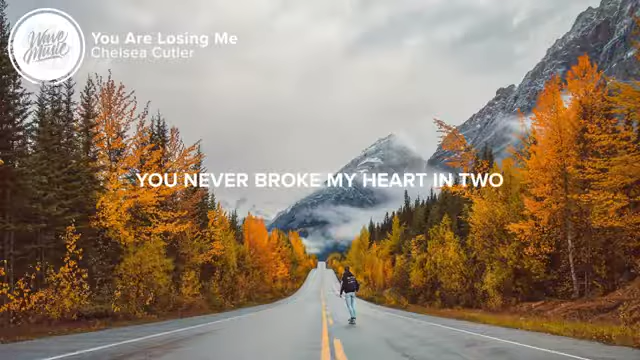 Wave Music
You Are Losing Me
Chelsea Cutler
YOU NEVER BROKE MY HEART IN TWO